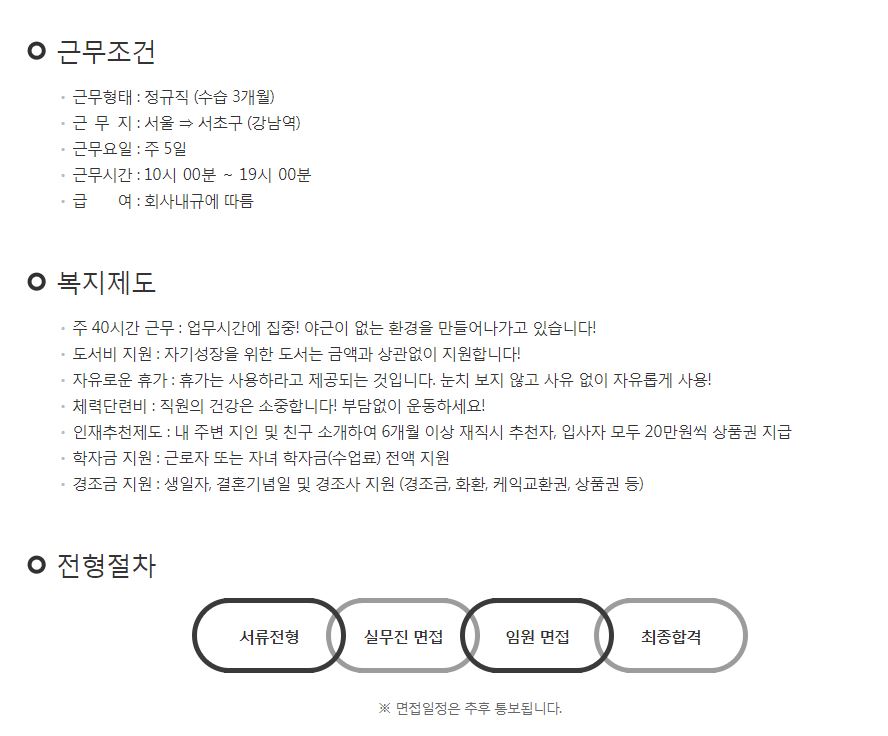 근무조건
근무형태 : 정규직 (수습 3개월)
근 무 지 : 서울 ⇒ 서초구 (강남역)
근무요일 : 주 5일
근무시간 : 10시 00분 ~ 19시 00분
급 여 : 회사내규에 따름
복지제도
주 40시간 근무 : 업무시간에 집중! 야근이 없는 환경을 만들어나가고 있습니다!
도서비 지원 : 자기성장을 위한 도서는 금액과 상관없이 지원합니다!
자유로운 휴가 : 휴가는 사용하라고 제공되는 것입니다. 눈치 보지 않고 사유 없이 자유롭게 사용!
체력단련비 : 직원의 건강은 소중합니다! 부담없이 운동하세요!
인재추천제도 : 내 주변 지인 및 친구 소개하여 6개월 이상 재직시 추천자, 입사자 모두 20만원씩 상품권 지급
학자금 지원 : 근로자 또는 자녀 학자금(수업료) 전액 지원
경조금 지원 : 생일자, 결혼기념일 및 경조사 지원 (경조금, 화환, 케익교환권, 상품권 등)
전형절차
서류전형 실무진 면접 임원 면접 최종합격
※ 면접일정은 추후 통보됩니다.